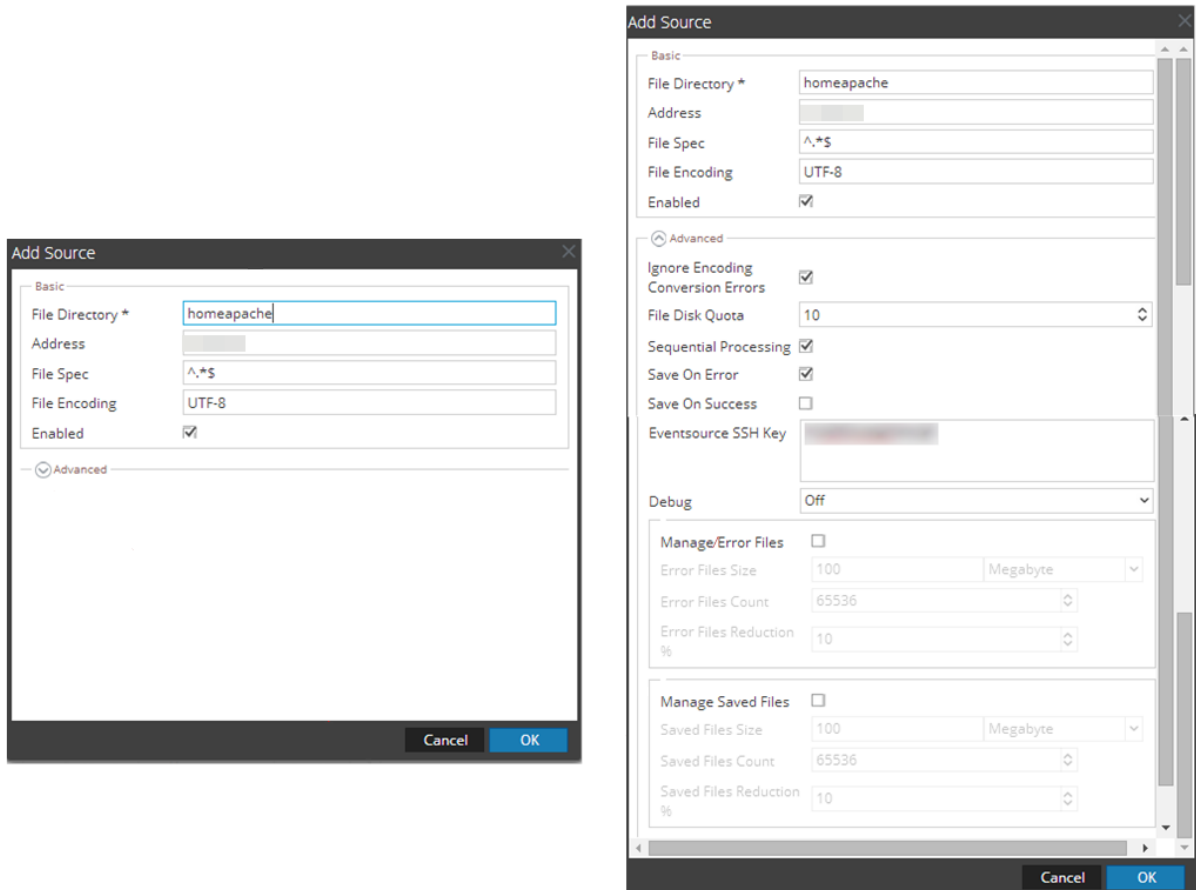 Add Source
Basic
File Directory * homeapache
Address
File Spec ^.*$
File Encoding UTF-8
Enabled
Advanced
Cancel OK
Add Source
Basic
File Directory * homeapache
Address
File Spec ^.*$
File Encoding UTF-8
Enabled
Advanced
Ignore Encoding
Conversion Errors
File Disk Quota 10
Sequential Processing
Save On Error
Save On Success
Eventsource SSH Key
Debug Off
Manage/Error Files
Error Files Size 100 Megabyte
Error Files Count 65536
Error Files Reduction
% 10
Manage Saved Files
Saved Files Size 100 Megabyte
Saved Files Count 65536
Saved Files Reduction
% 10
Cancel OK